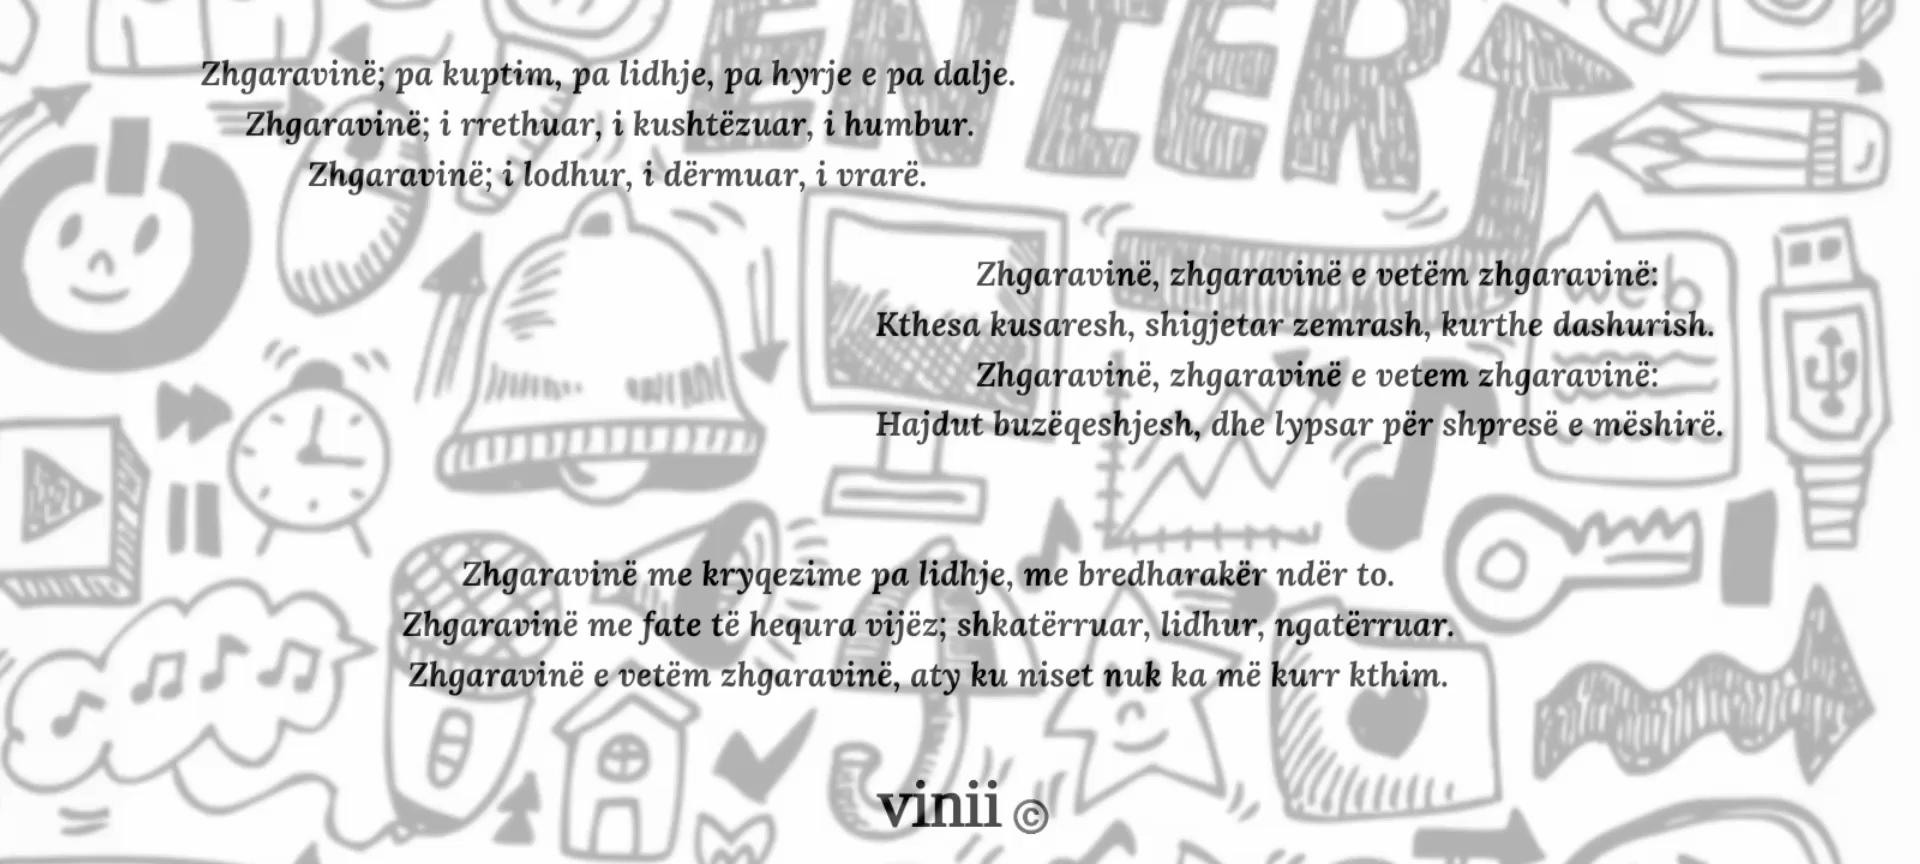 ENTER
Zhgaravinë; pa kuptim, pa lidhje, pa hyrje e pa dalje.
Zhgaravinë; i rrethuar, i kushtëzuar, i humbur.
Zhgaravinë; i lodhur, i dërmuar, i vrarë.
Zhgaravinë, zhgaravinë e vetëm zhgaravinë:
web
Kthesa kusaresh, shigjetar zemrash, kurthe dashurish.
Zhgaravinë, zhgaravinë e vetem zhgaravinë:
Hajdut buzëqeshjesh, dhe lypsar për shpresë e mëshirë.
Zhgaravinë me kryqezime pa lidhje, me bredharakër ndër to.
Zhgaravinë me fate të hequra vijëz; shkatërruar, lidhur, ngatërruar.
Zhgaravinë e vetëm zhgaravinë, aty ku niset nuk ka më kurr kthim.
vinii ©